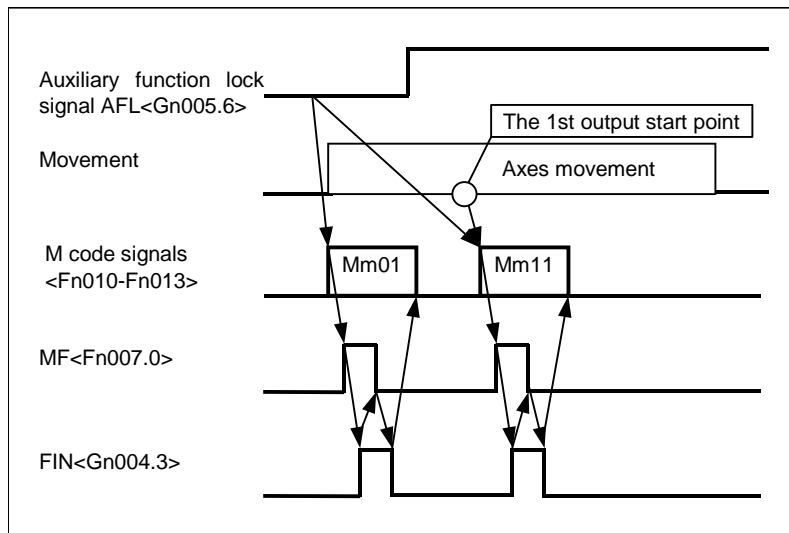 Auxiliary function lock
signal AFL<Gn005.6>
The 1st output start point
Movement
Axes movement
M code signals
<Fn010-Fn013>
Mm01
Mm11
MF<Fn007.0>
FIN<Gn004.3>